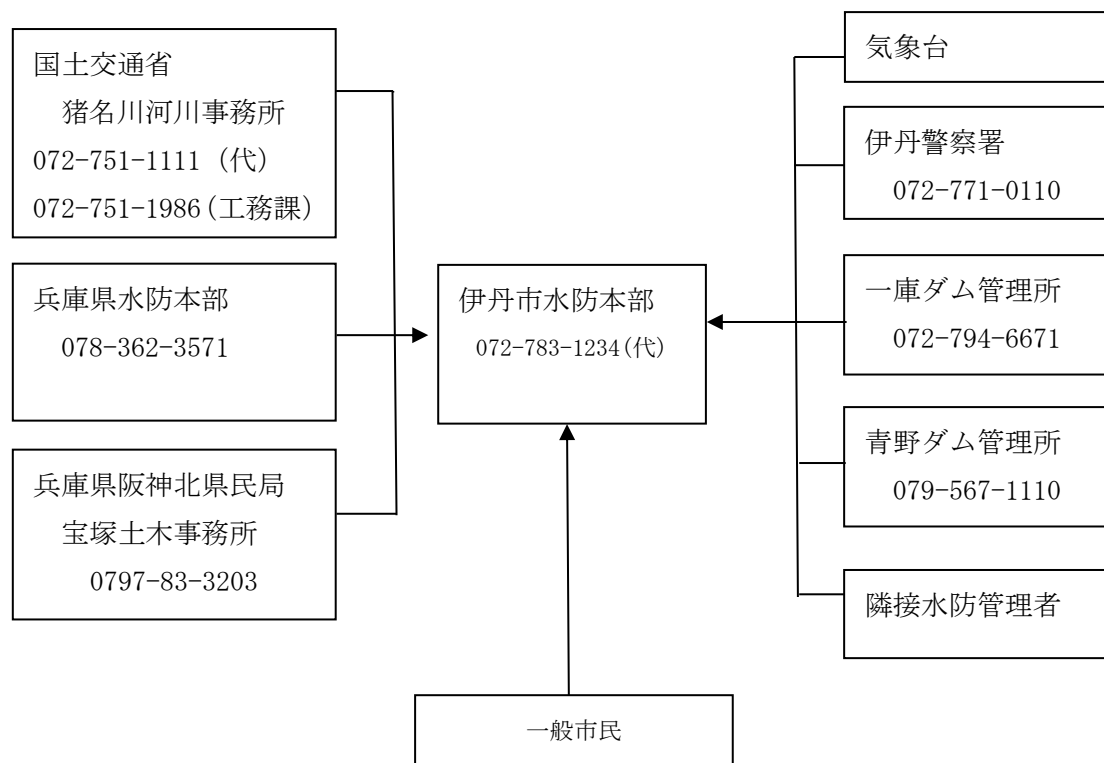 国土交通省
猪名川河川事務所
072-751-1111 (代)
072-751-1986(工務課)
兵庫県水防本部
078-362-3571
兵庫県阪神北県民局
宝塚土木事務所
0797-83-3203
伊丹市水防本部
072-783-1234(代)
一般市民
気象台
伊丹警察署
072-771-0110
一庫ダム管理所
072-794-6671
青野ダム管理所
079-567-1110
隣接水防管理者